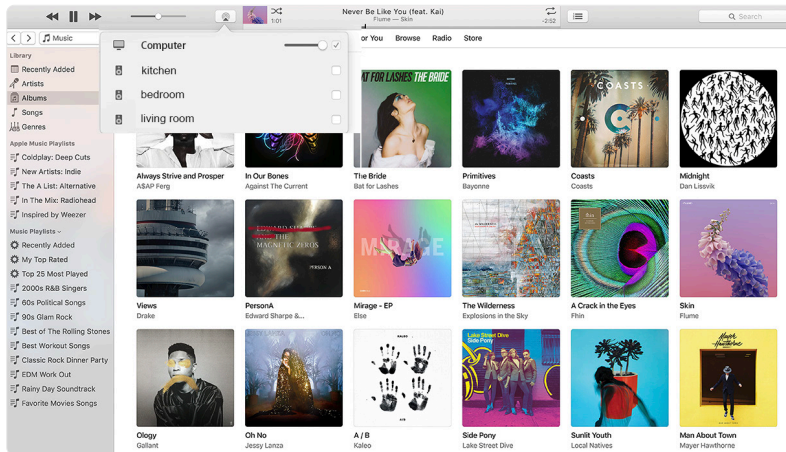 Never Be Like You (feat. Kai)
Flume — Skin
1:01
-2:52
Search
Music
or You Browse Radio Store
Computer
kitchen
bedroom
living room
Library
Recently Added
Artists
Albums
Songs
Genres
Apple Music Playlists
Coldplay: Deep Cuts
New Artists: Indie
The A List: Alternative
In The Mix: Radiohead
Inspired by Weezer
Music Playlists
Recently Added
My Top Rated
Top 25 Most Played
2000s R&B Singers
60s Political Songs
90s Glam Rock
Best of The Rolling Stones
Best Workout Songs
Classic Rock Dinner Party
EDM Work Out
Rainy Day Soundtrack
Favorite Movies Songs
AT FOR LASHES THE BRIDE
COASTS
C
Always Strive and Prosper
A$AP Ferg
In Our Bones
Against The Current
The Bride
Bat for Lashes
Primitives
Bayonne
Coasts
Coasts
Midnight
Dan Lissvik
THE
MAGNETIC ZEROS
PERSON A
MIRAGE
Views
Drake
PersonA
Edward Sharpe &...
Mirage - EP
Else
The Wilderness
Explosions in the Sky
A Crack in the Eyes
Fhin
Skin
Flume
KALEO
A/B
Lake Street Dive
Side Pony
Mayer
Hawthorne
Ology
Gallant
Oh No
Jessy Lanza
A / B
Kaleo
Side Pony
Lake Street Dive
Sunlit Youth
Local Natives
Man About Town
Mayer Hawthorne